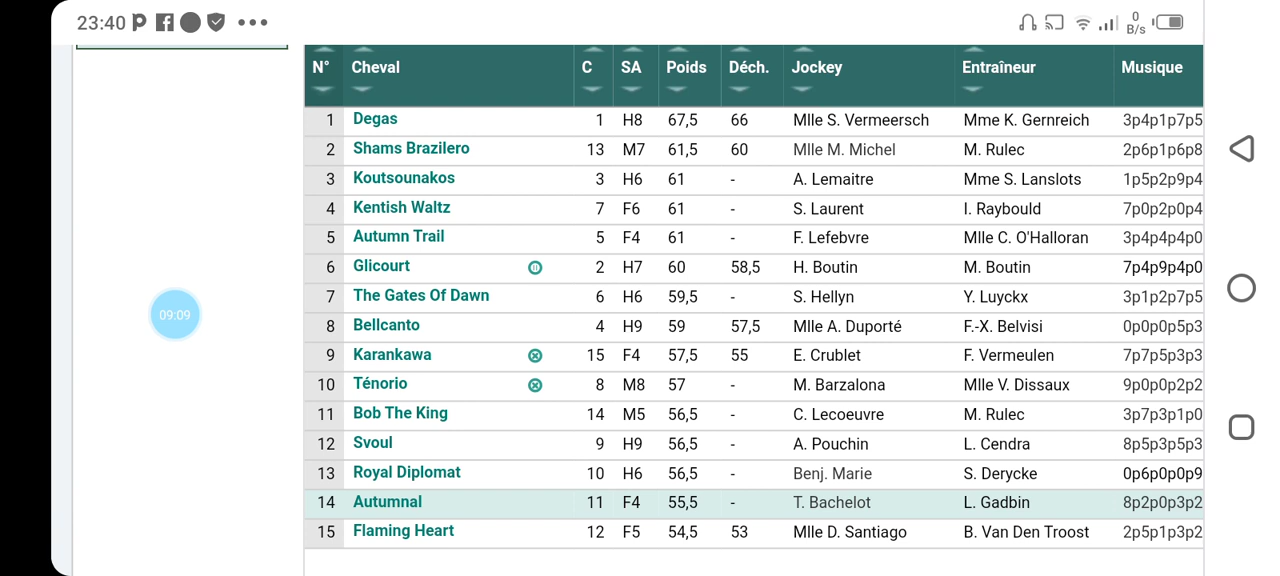 23:40
0
B/s
N° Cheval C SA Poids Déch. Jockey Entraîneur Musique
1 Degas 1 H8 67,5 66 Mlle S. Vermeersch Mme K. Gernreich 3p4p1p7p5
2 Shams Brazilero 13 M7 61,5 60 Mlle M. Michel M. Rulec 2p6p1p6p8
3 Koutsounakos 3 H6 61 - A. Lemaitre Mme S. Lanslots 1p5p2p9p4
4 Kentish Waltz 7 F6 61 - S. Laurent I. Raybould 7p0p2p0p4
5 Autumn Trail 5 F4 61 - F. Lefebvre Mlle C. O'Halloran 3p4p4p4p0
6 Glicourt 2 H7 60 58,5 H. Boutin M. Boutin 7p4p9p4p0
7 The Gates Of Dawn 6 H6 59,5 - S. Hellyn Y. Luyckx 3p1p2p7p5
8 Bellcanto 4 H9 59 57,5 Mlle A. Duporté F.-X. Belvisi 0p0p0p5p3
9 Karankawa 15 F4 57,5 55 E. Crublet F. Vermeulen 7p7p5p3p3
10 Ténorio 8 M8 57 - M. Barzalona Mlle V. Dissaux 9p0p0p2p2
11 Bob The King 14 M5 56,5 - C. Lecoeuvre M. Rulec 3p7p3p1p0
12 Svoul 9 H9 56,5 - A. Pouchin L. Cendra 8p5p3p5p3
13 Royal Diplomat 10 H6 56,5 - Benj. Marie S. Derycke 0p6p0p0p9
14 Autumnal 11 F4 55,5 - T. Bachelot L. Gadbin 8p2p0p3p2
15 Flaming Heart 12 F5 54,5 53 Mlle D. Santiago B. Van Den Troost 2p5p1p3p2
09:09